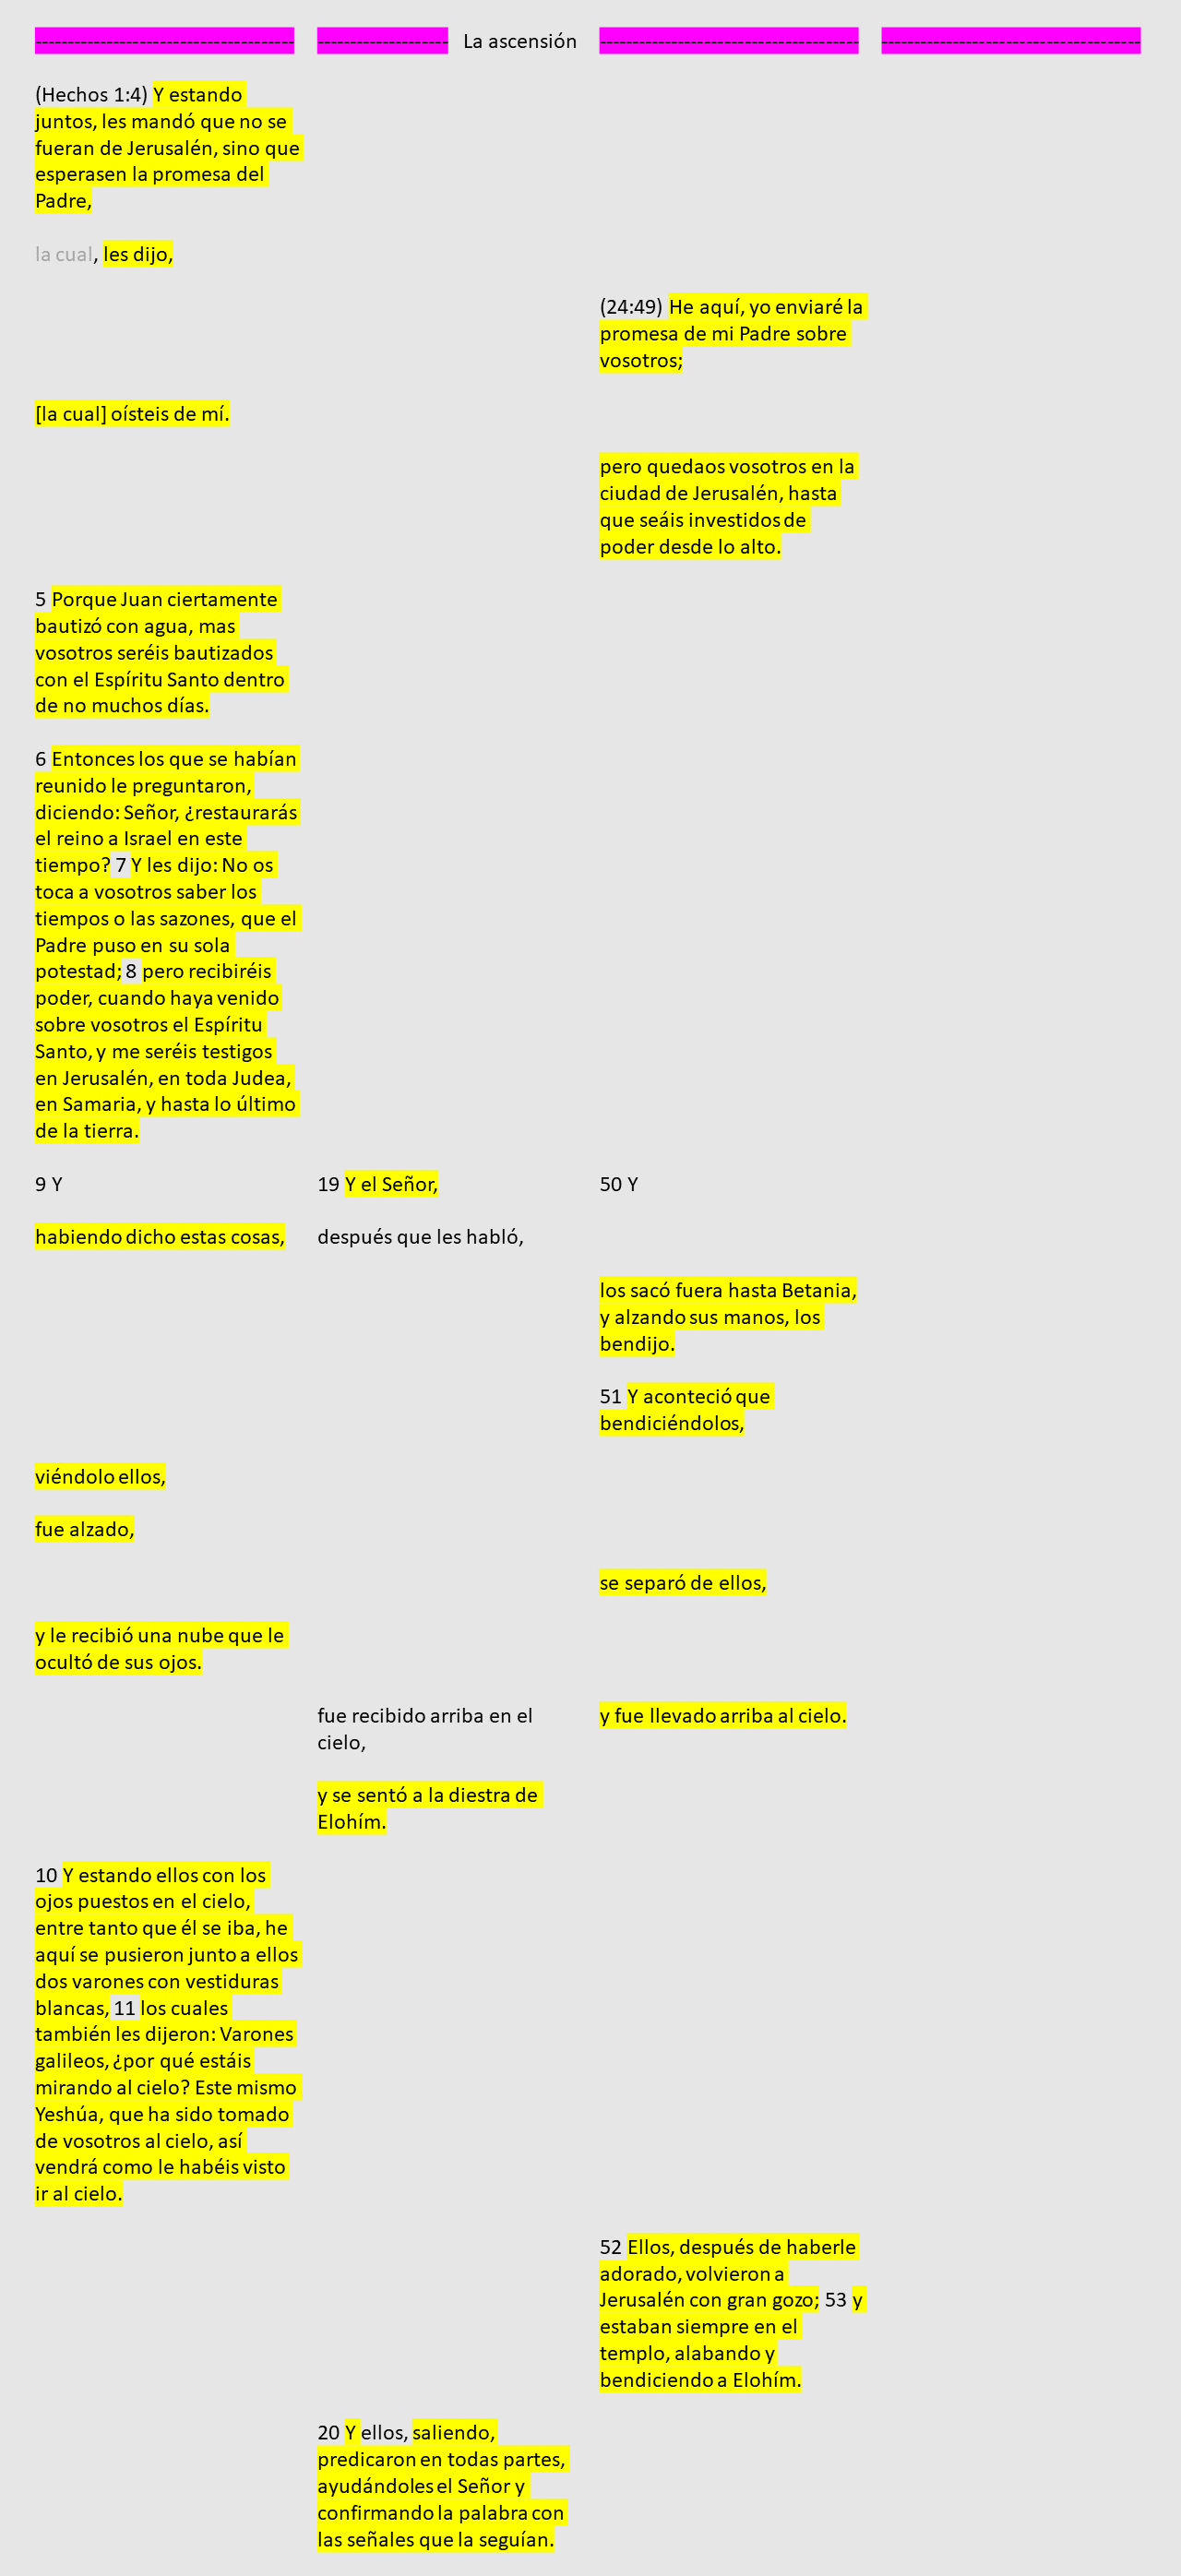 ------------------------------------- ------------------- La ascensión ------------------------------------- -------------------------------------
(Hechos 1:4) Y estando
juntos, les mandó que no se
fueran de Jerusalén, sino que
esperasen la promesa del
Padre,
la cual, les dijo,
(24:49) He aquí, yo enviaré la
promesa de mi Padre sobre
vosotros;
[la cual] oísteis de mí.
pero quedaos vosotros en la
ciudad de Jerusalén, hasta
que seáis investidos de
poder desde lo alto.
5 Porque Juan ciertamente
bautizó con agua, mas
vosotros seréis bautizados
con el Espíritu Santo dentro
de no muchos días.
6 Entonces los que se habían
reunido le preguntaron,
diciendo: Señor, ¿restaurarás
el reino a Israel en este
tiempo? 7 Y les dijo: No os
toca a vosotros saber los
tiempos o las sazones, que el
Padre puso en su sola
potestad; 8 pero recibiréis
poder, cuando haya venido
sobre vosotros el Espíritu
Santo, y me seréis testigos
en Jerusalén, en toda Judea,
en Samaria, y hasta lo último
de la tierra.
9 Y
19 Y el Señor,
50 Y
habiendo dicho estas cosas,
después que les habló,
los sacó fuera hasta Betania,
y alzando sus manos, los
bendijo.
51 Y aconteció que
bendiciéndolos,
viéndolo ellos,
fue alzado,
se separó de ellos,
y le recibió una nube que le
ocultó de sus ojos.
fue recibido arriba en el
cielo,
y fue llevado arriba al cielo.
y se sentó a la diestra de
Elohím.
10 Y estando ellos con los
ojos puestos en el cielo,
entre tanto que él se iba, he
aquí se pusieron junto a ellos
dos varones con vestiduras
blancas, 11 los cuales
también les dijeron: Varones
galileos, ¿por qué estáis
mirando al cielo? Este mismo
Yeshúa, que ha sido tomado
de vosotros al cielo, así
vendrá como le habéis visto
ir al cielo.
52 Ellos, después de haberle
adorado, volvieron a
Jerusalén con gran gozo; 53 y
estaban siempre en el
templo, alabando y
bendiciendo a Elohím.
20 Y ellos, saliendo,
predicaron en todas partes,
ayudándoles el Señor y
confirmando la palabra con
las señales que la seguían.